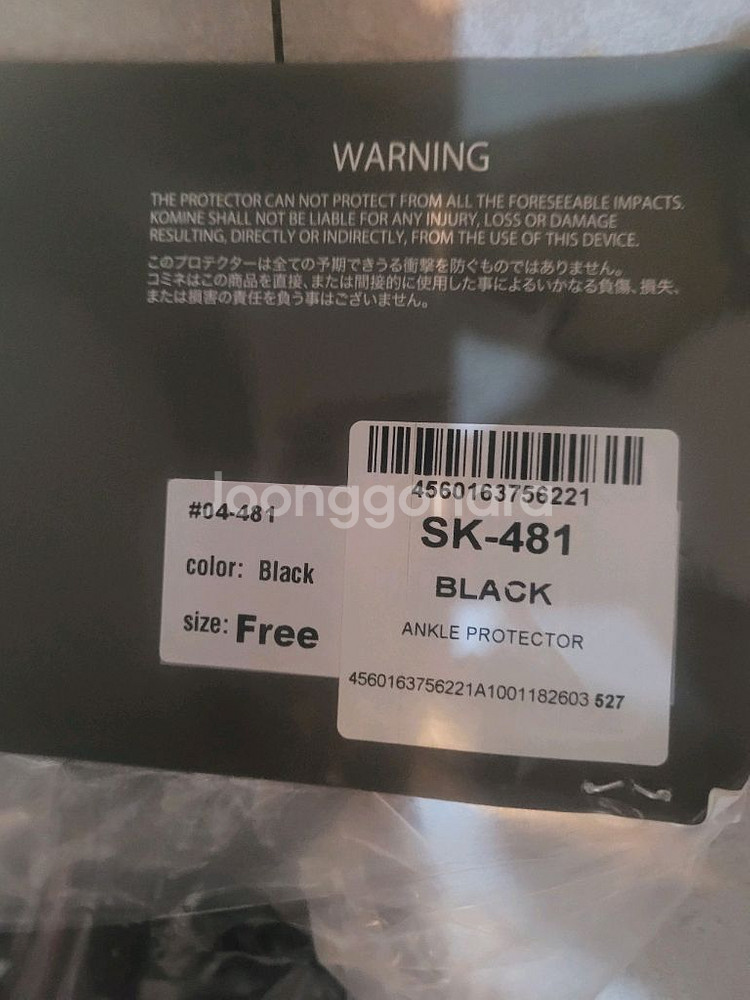 WARNING
THE PROTECTOR CAN NOT PROTECT FROM ALL THE FORESEEABLE IMPACTS.
KOMINE SHALL NOT BE LIABLE FOR ANY INJURY, LOSS OR DAMAGE
RESULTING, DIRECTLY OR INDIRECTLY, FROM THE USE OF THIS DEVICE.
このプロテクターは全ての予期できうる衝撃を防ぐものではありません。
コミネはこの商品を直接、または間接的に使用した事によるいかなる負傷、損失、
または損害の責任を負う事はございません。
4560163756221
SK-481
BLACK
ANKLE PROTECTOR
4560163756221A1001182603 527
#04-481
color: Black
size: Free